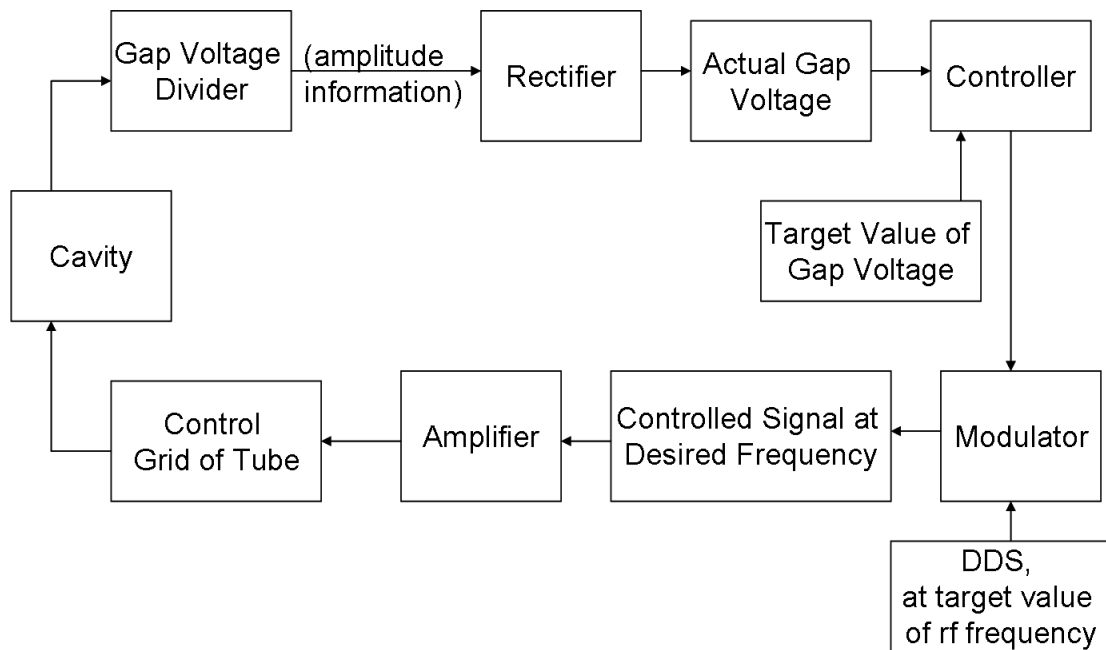 Gap Voltage
Divider
(amplitude
information)
Rectifier
Actual Gap
Voltage
Controller
Cavity
Target Value of
Gap Voltage
Control
Grid of Tube
Amplifier
Controlled Signal at
Desired Frequency
Modulator
DDS,
at target value
of rf frequency